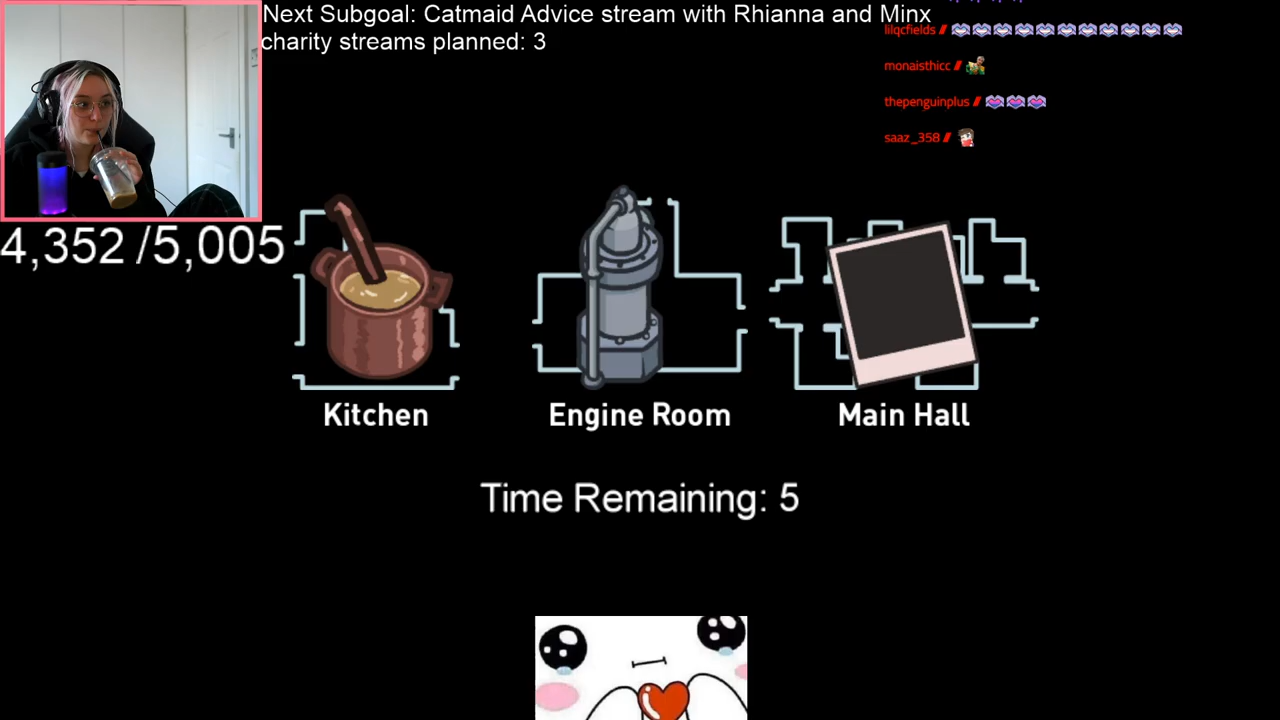 Next Subgoal: Catmaid Advice stream with Rhianna and Minx
charity streams planned: 3
lilqcfields //
monaisthicc //
thepenguinplus //
saaz_358 //
4,352 /5,005
Kitchen
Engine Room
Main Hall
Time Remaining: 5